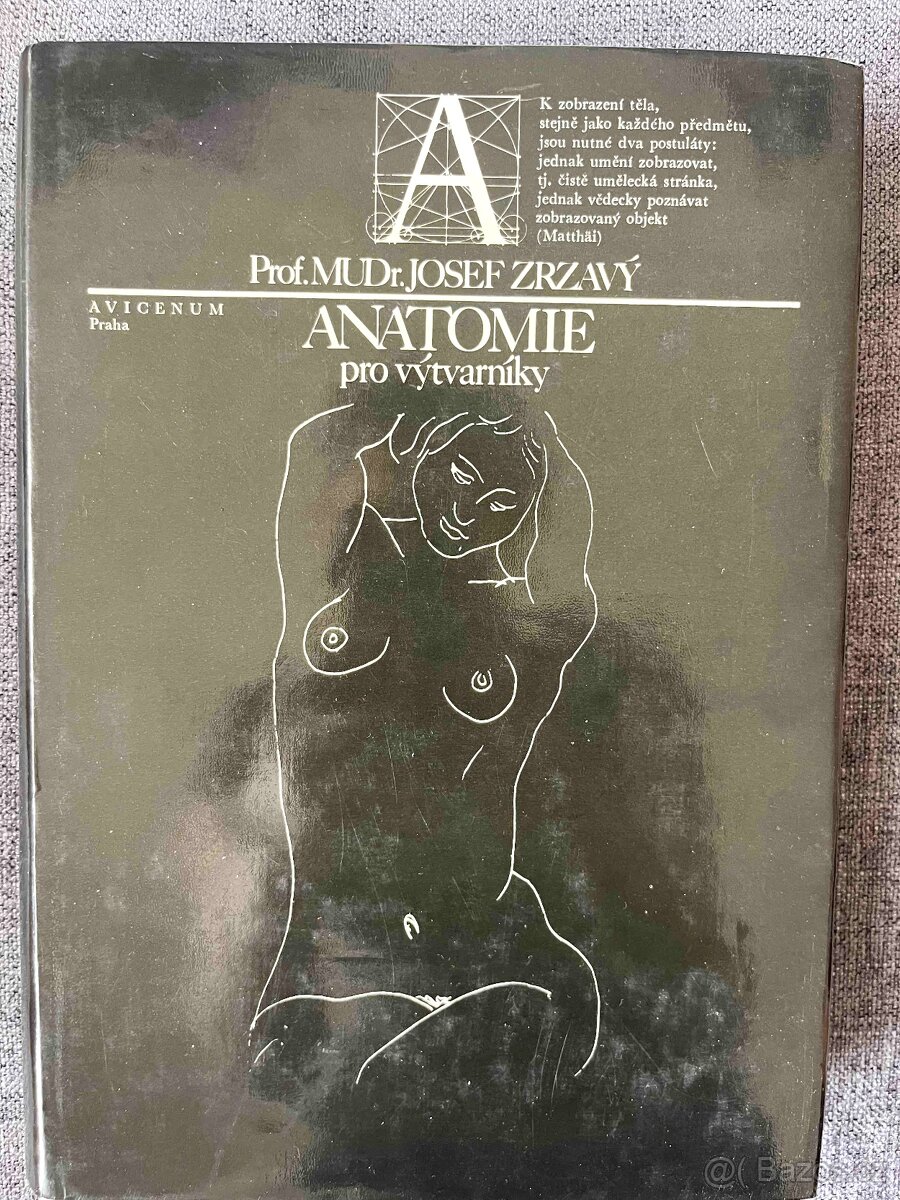 A
K zobrazení těla,
stejně jako každého předmětu,
jsou nutné dva postuláty:
jednak umění zobrazovat,
tj. čistě umělecká stránka,
jednak vědecky poznávat
zobrazovaný objekt
(Matthäi)
Prof. MUDr. JOSEF ZRZAVÝ
AVICENUM
Praha
ANATOMIE
pro výtvarníky